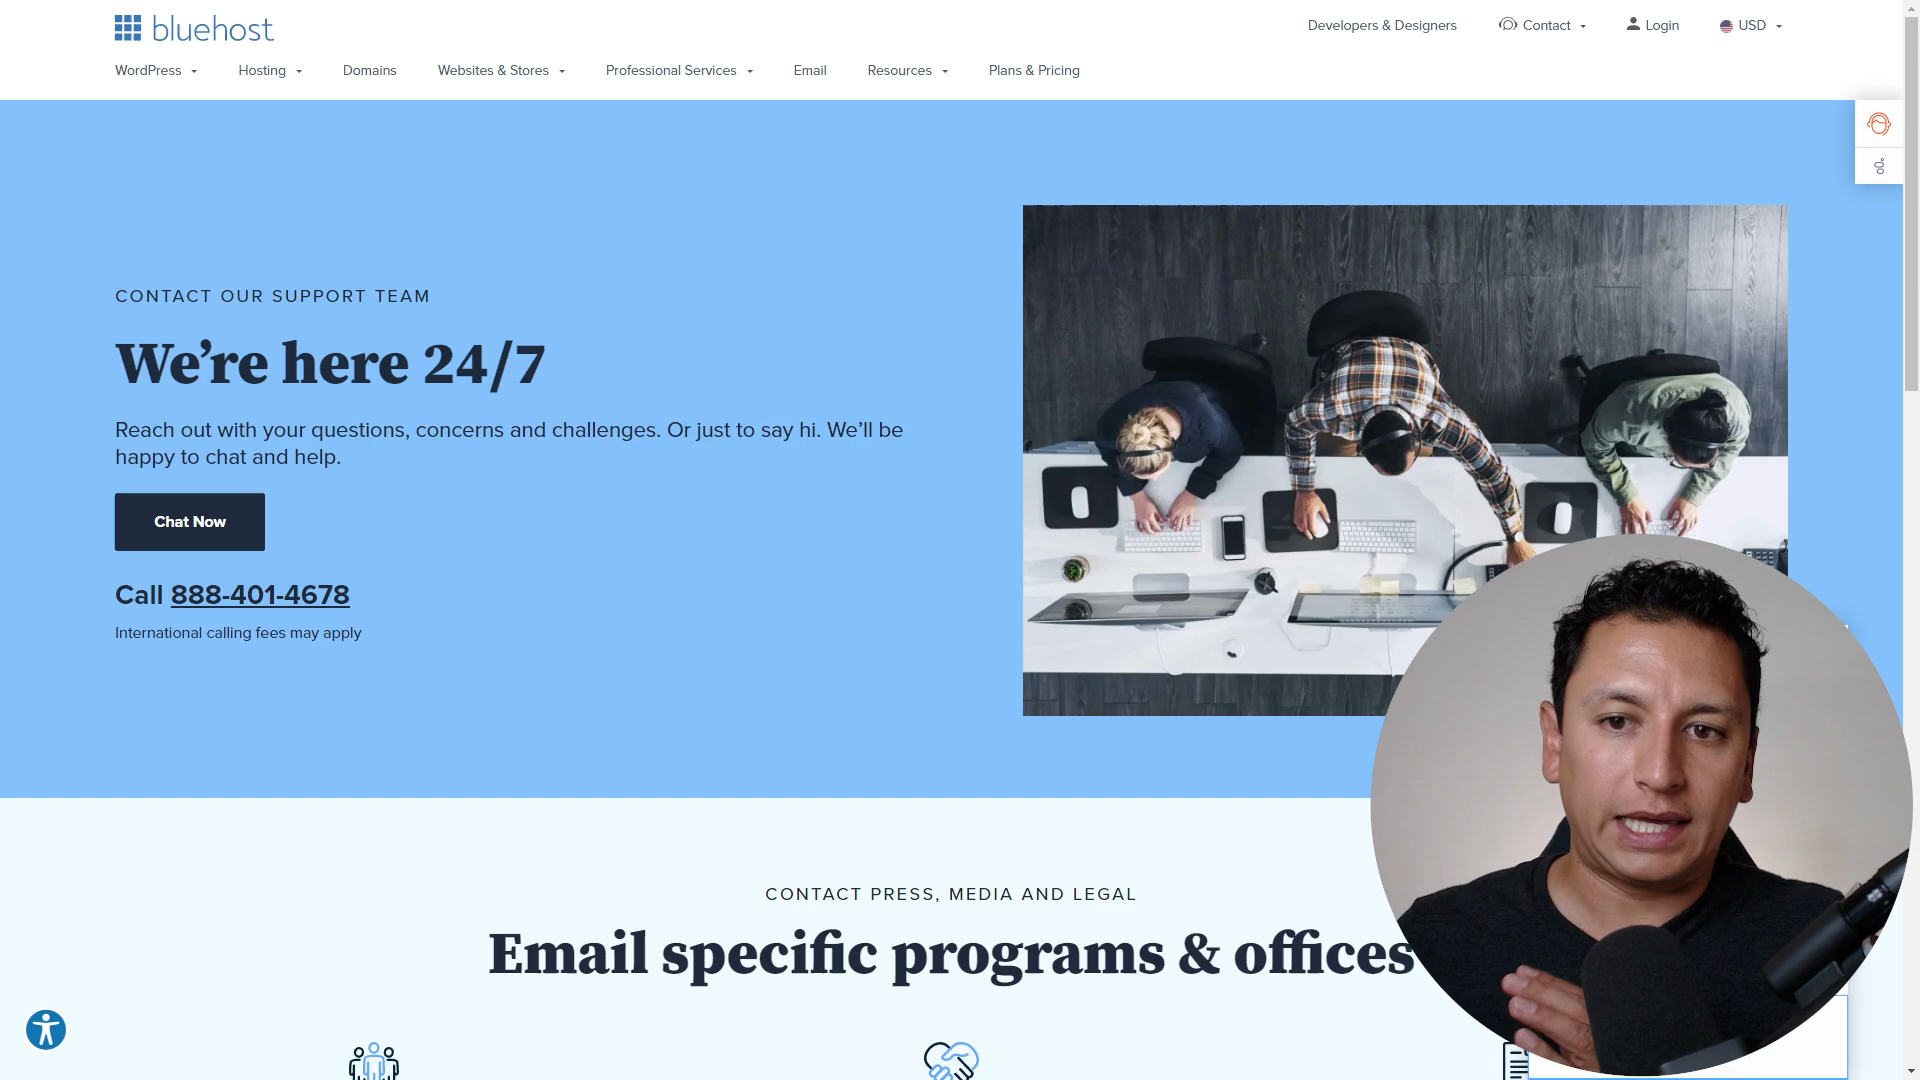 bluehost
Developers & Designers
Contact
Login
USD
WordPress
Hosting
Domains
Websites & Stores
Professional Services
Email
Resources
Plans & Pricing
CONTACT OUR SUPPORT TEAM
We’re here 24/7
Reach out with your questions, concerns and challenges. Or just to say hi. We’ll be
happy to chat and help.
Chat Now
Call 888-401-4678
International calling fees may apply
CONTACT PRESS, MEDIA AND LEGAL
Email specific programs & offices